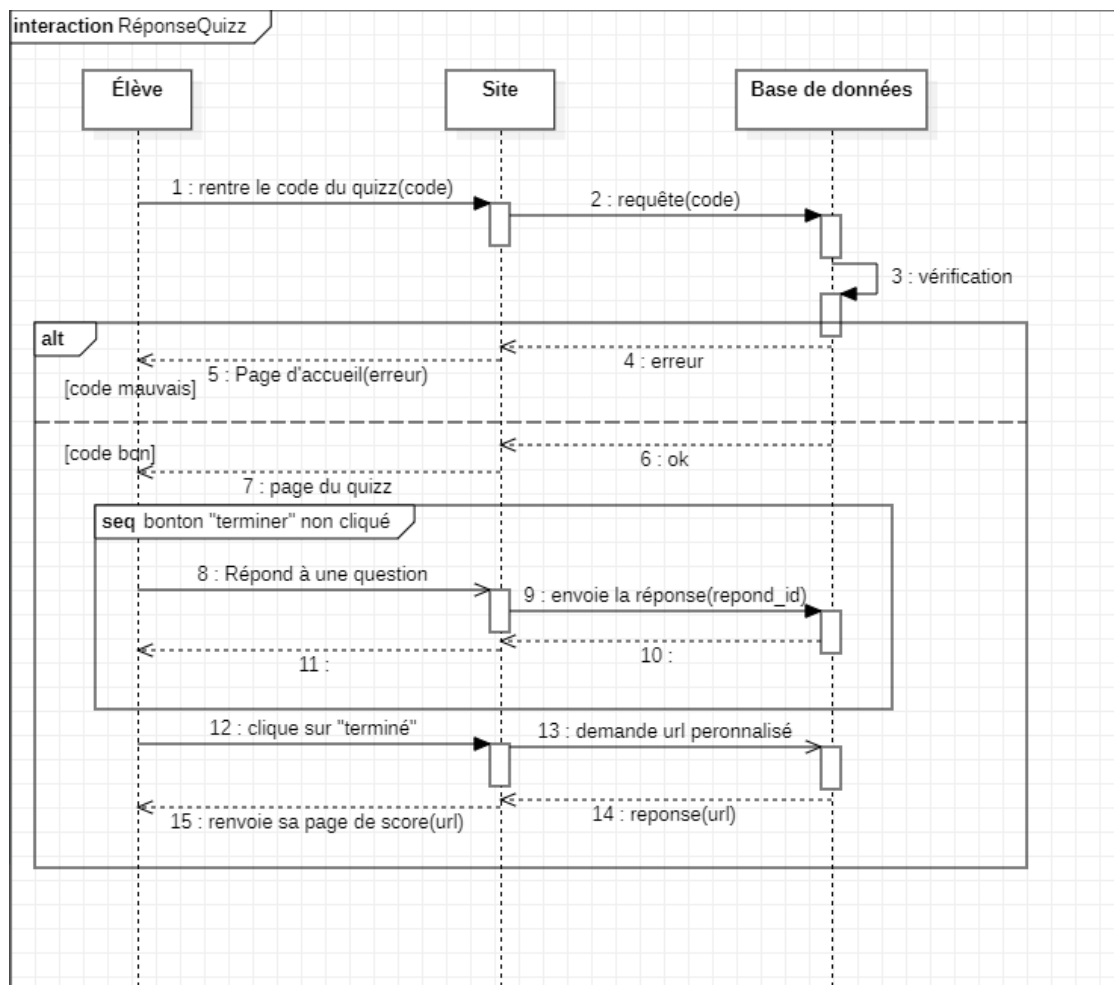 interaction RéponseQuizz
Élève
Site
Base de données
1 : rentre le code du quizz(code)
2 : requête(code)
3 : vérification
alt
4 : erreur
5 : Page d'accueil(erreur)
[code mauvais]
[code bon]
6 : ok
7 : page du quizz
seq bonton "terminer" non cliqué
8 : Répond à une question
9 : envoie la réponse(repond_id)
10 :
11 :
12 : clique sur "terminé"
13 : demande url peronnalisé
14 : reponse(url)
15 : renvoie sa page de score(url)